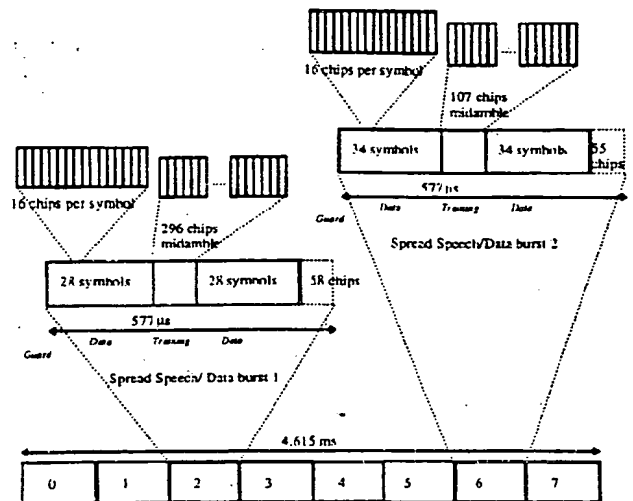 16 chips per symbol
107 chips
midamble
34 symbols
34 symbols
55
chips
577 µs
Guard
Data
Training
Data
Spread Speech/Data burst 2
16 chips per symbol
296 chips
midamble
28 symbols
28 symbols
58 chips
577 µs
Data
Training
Data
Guard
Spread Speech/ Data burst 1
4.615 ms
0
1
2
3
4
5
6
7